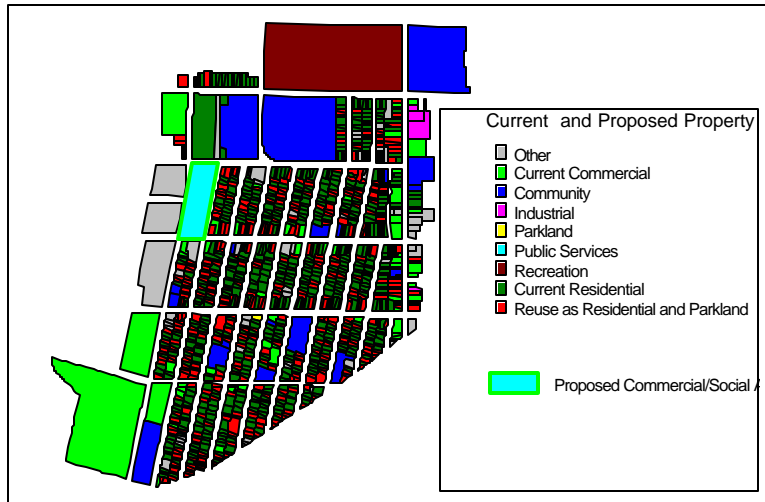 Current and Proposed Property
Other
Current Commercial
Community
Industrial
Parkland
Public Services
Recreation
Current Residential
Reuse as Residential and Parkland
Proposed Commercial/Social